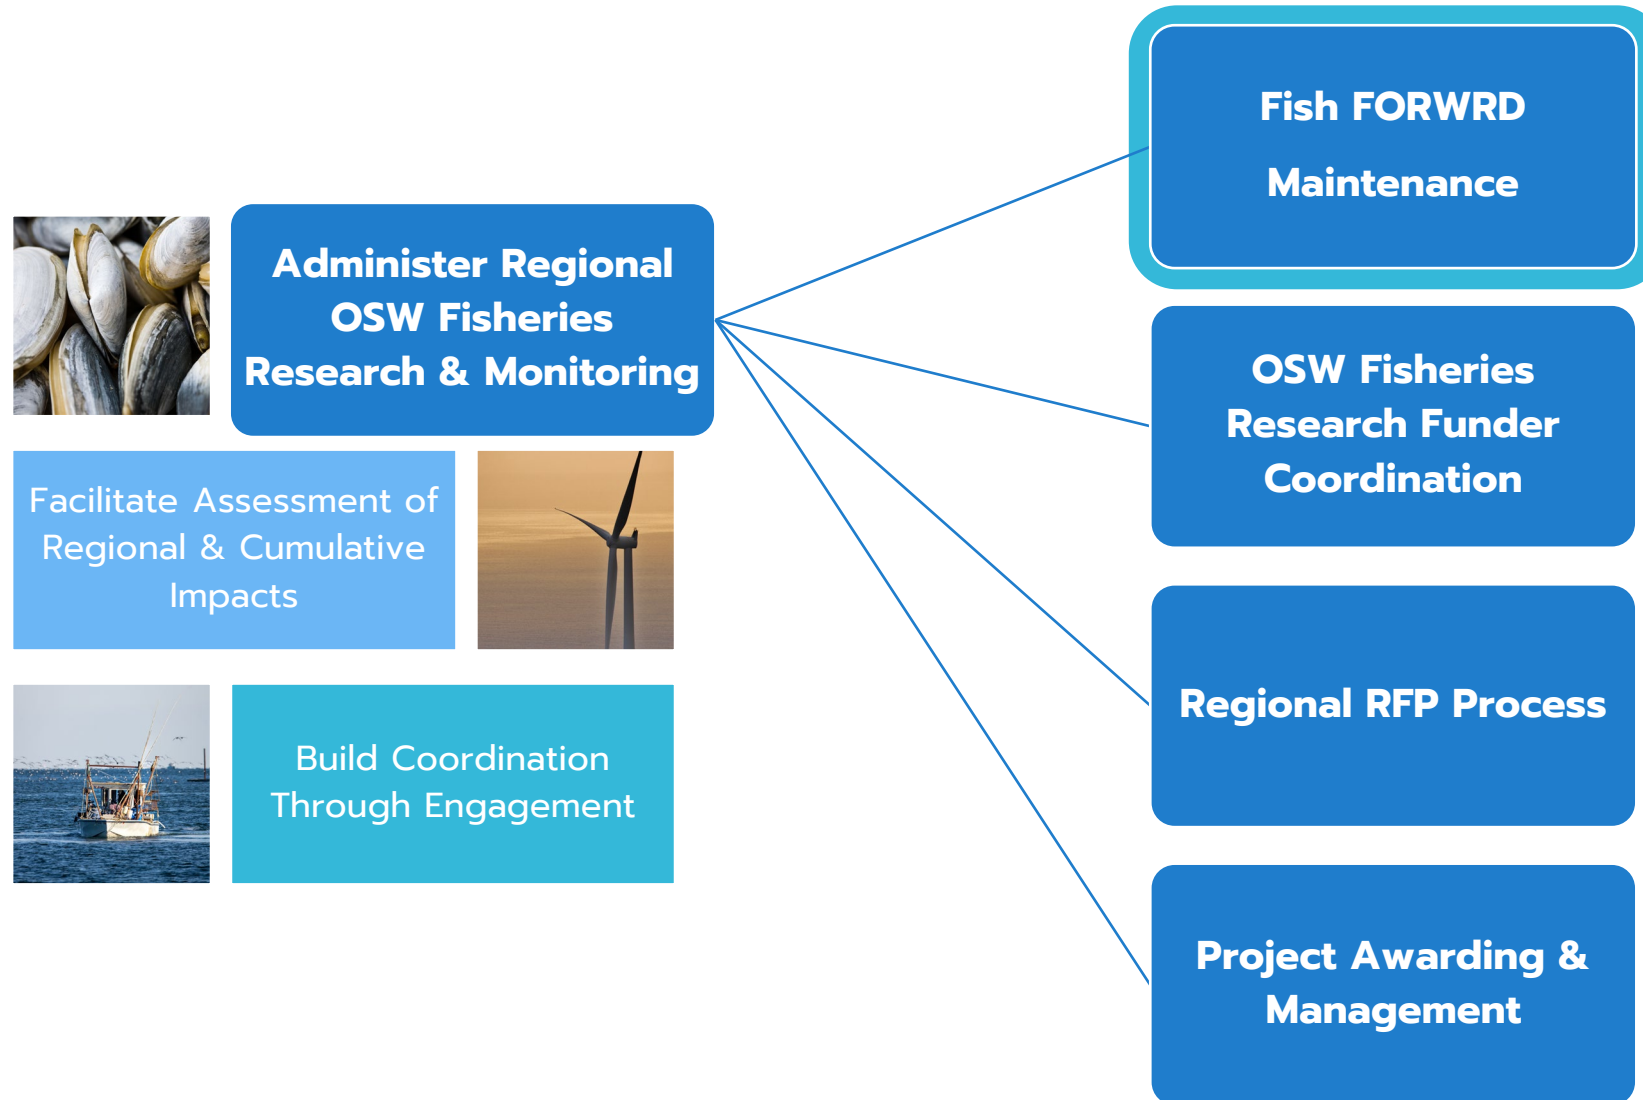 Administer Regional
OSW Fisheries
Research & Monitoring
Facilitate Assessment of
Regional & Cumulative
Impacts
Build Coordination
Through Engagement
Fish FORWRD
Maintenance
OSW Fisheries
Research Funder
Coordination
Regional RFP Process
Project Awarding &
Management